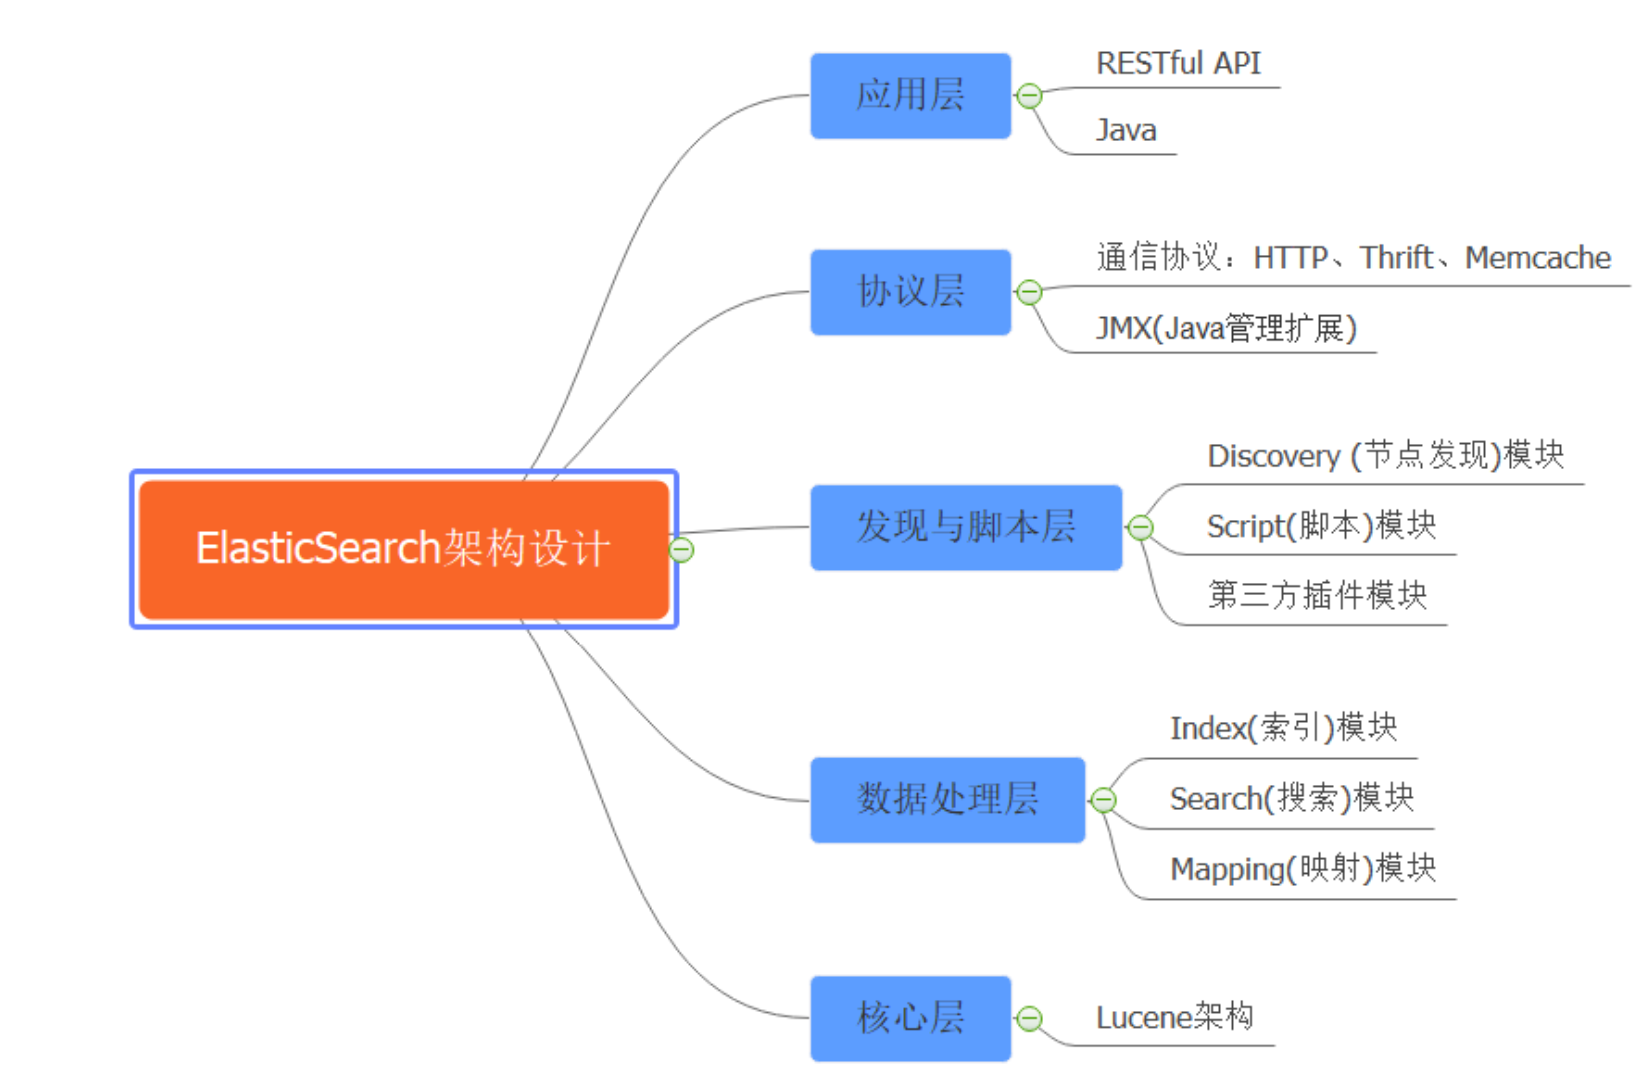 ElasticSearch架构设计
应用层
RESTful API
Java
协议层
通信协议：HTTP、Thrift、Memcache
JMX(Java管理扩展)
发现与脚本层
Discovery (节点发现)模块
Script(脚本)模块
第三方插件模块
数据处理层
Index(索引)模块
Search(搜索)模块
Mapping(映射)模块
核心层
Lucene架构